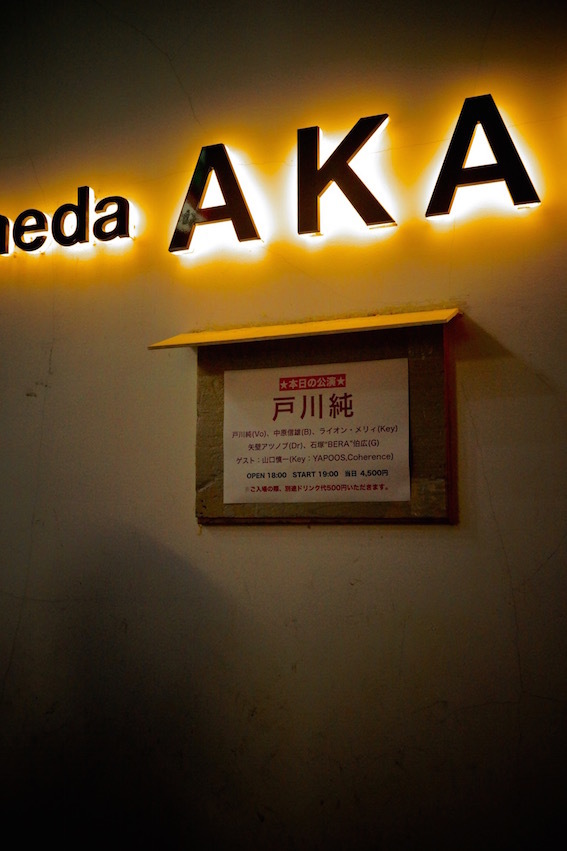 aeda AKA
★本日の公演★
戸川純
戸川純(Vo)、中原信雄(B)、ライオン・メリィ(Key)
矢壁アツノブ(Dr)、石塚"BERA"伯広(G)
ゲスト：山口慎一(Key：YAPOOS,Coherence)
OPEN 18:00 START 19:00 当日 4,500円
※ご入場の際、別途ドリンク代500円いただきます。